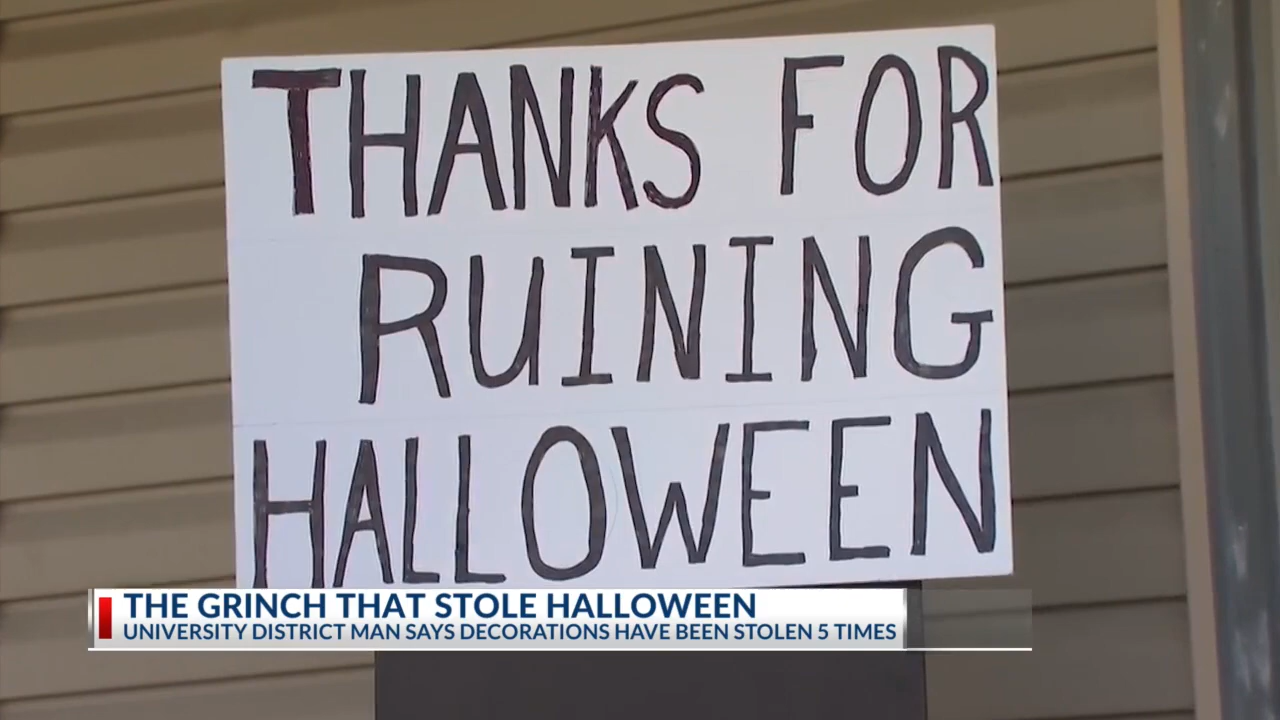 THANKS FOR
RUINING
HALLOWEEN
THE GRINCH THAT STOLE HALLOWEEN
UNIVERSITY DISTRICT MAN SAYS DECORATIONS HAVE BEEN STOLEN 5 TIMES